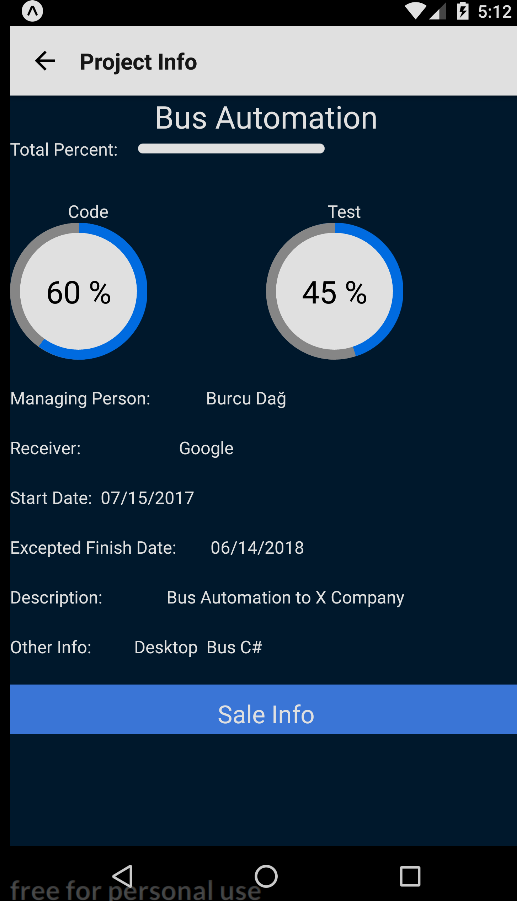 5:12
Project Info
Bus Automation
Total Percent:
Code Test
60 % 45 %
Managing Person: Burcu Dağ
Receiver: Google
Start Date: 07/15/2017
Excepted Finish Date: 06/14/2018
Description: Bus Automation to X Company
Other Info: Desktop Bus C#
Sale Info
free for personal use